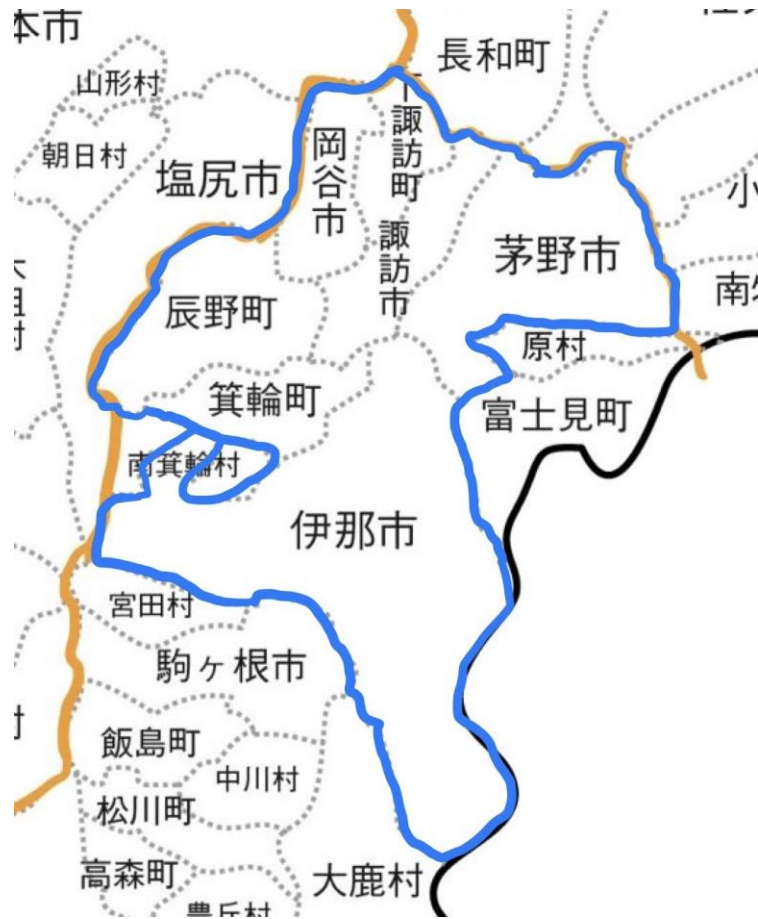 本市
長和町
山形村
下諏訪町
岡谷市
朝日村
塩尻市
諏訪市
茅野市
小
辰野町
原村
箕輪町
富士見町
南箕輪村
伊那市
宮田村
駒ヶ根市
村
飯島町
中川村
松川町
高森町
大鹿村
豊丘村